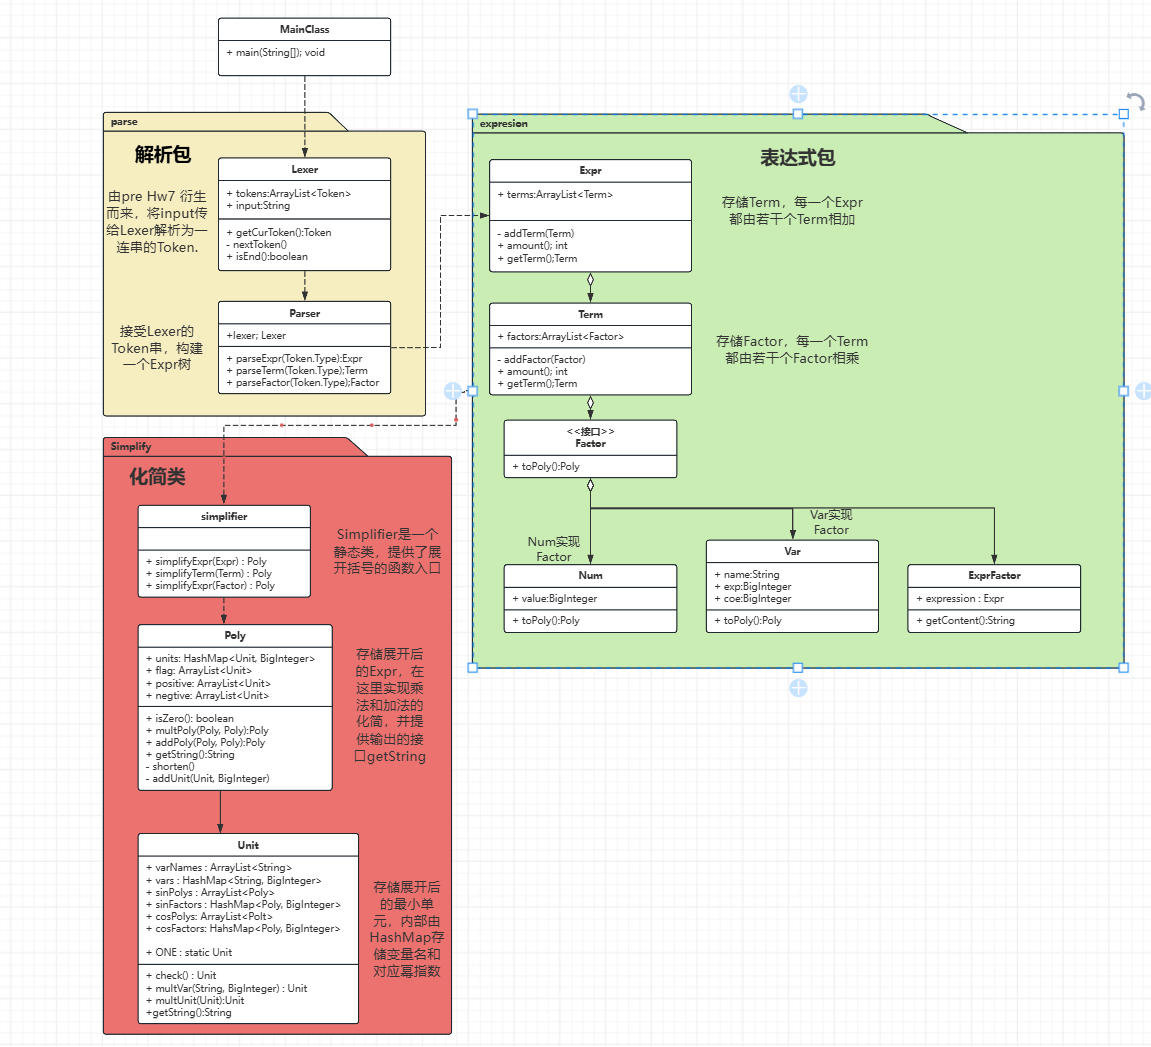 MainClass
+ main(String[]); void
parse
解析包
由pre Hw7 衍生
而来，将input传
给Lexer解析为一
连串的Token.
Lexer
+ tokens:ArrayList<Token>
+ input:String
+ getCurToken():Token
- nextToken()
+ isEnd():boolean
接受Lexer的
Token串，构建
一个Expr树
Parser
+lexer; Lexer
+ parseExpr(Token.Type):Expr
+ parseTerm(Token.Type);Term
+ parseFactor(Token.Type);Factor
expresion
表达式包
Expr
+ terms:ArrayList<Term>
- addTerm(Term)
+ amount(); int
+ getTerm();Term
存储Term，每一个Expr
都由若干个Term相加
Term
+ factors:ArrayList<Factor>
- addFactor(Factor)
+ amount(); int
+ getTerm();Term
存储Factor，每一个Term
都由若干个Factor相乘
<<接口>>
Factor
+ toPoly():Poly
Num实现
Factor
Var实现
Factor
Num
+ value:BigInteger
+ toPoly():Poly
Var
+ name:String
+ exp:BigInteger
+ coe:BigInteger
+ toPoly():Poly
ExprFactor
+ expression : Expr
+ getContent():String
Simplify
化简类
simplifier
+ simplifyExpr(Expr) : Poly
+ simplifyTerm(Term) : Poly
+ simplifyExpr(Factor) : Poly
Simplifier是一个
静态类，提供了展
开括号的函数入口
Poly
+ units: HashMap<Unit, BigInteger>
+ flag: ArrayList<Unit>
+ positive: ArrayList<Unit>
+ negtive: ArrayList<Unit>
+ isZero(): boolean
+ multPoly(Poly, Poly):Poly
+ addPoly(Poly, Poly):Poly
+ getString():String
- shorten()
- addUnit(Unit, BigInteger)
存储展开后
的Expr，在
这里实现乘
法和加法的
化简，并提
供输出的接
口getString
Unit
+ varNames : ArrayList<String>
+ vars : HashMap<String, BigInteger>
+ sinPolys : ArrayList<Poly>
+ sinFactors : HashMap<Poly, BigInteger>
+ cosPolys: ArrayList<Polt>
+ cosFactors: HahsMap<Poly, BigInteger>
+ ONE : static Unit
+ check() : Unit
+ multVar(String, BigInteger) : Unit
+ multUnit(Unit):Unit
+getString():String
存储展开后
的最小单
元，内部由
HashMap存
储变量名和
对应幂指数